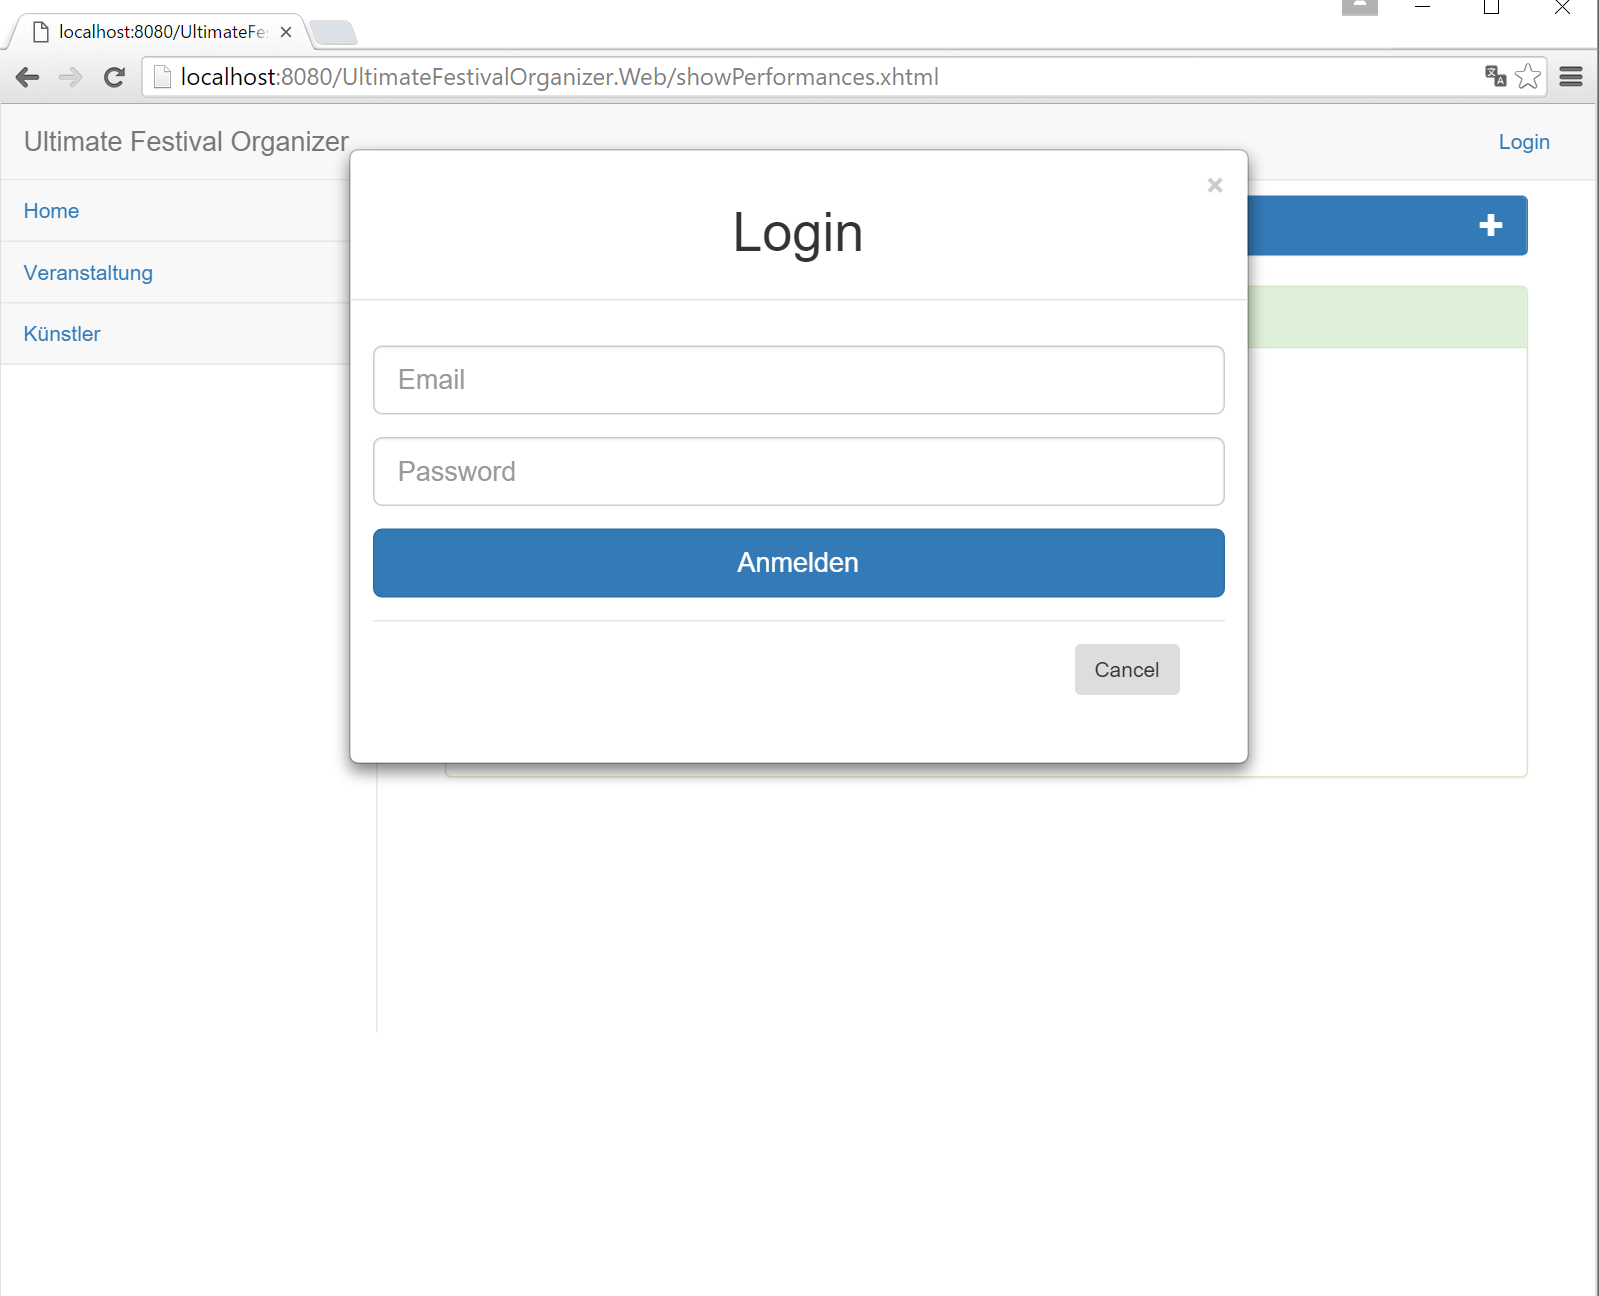 localhost:8080/UltimateFes
localhost:8080/UltimateFestivalOrganizer.Web/showPerformances.xhtml
Ultimate Festival Organizer
Login
Home
Veranstaltung
Künstler
×
Login
Email
Password
Anmelden
Cancel